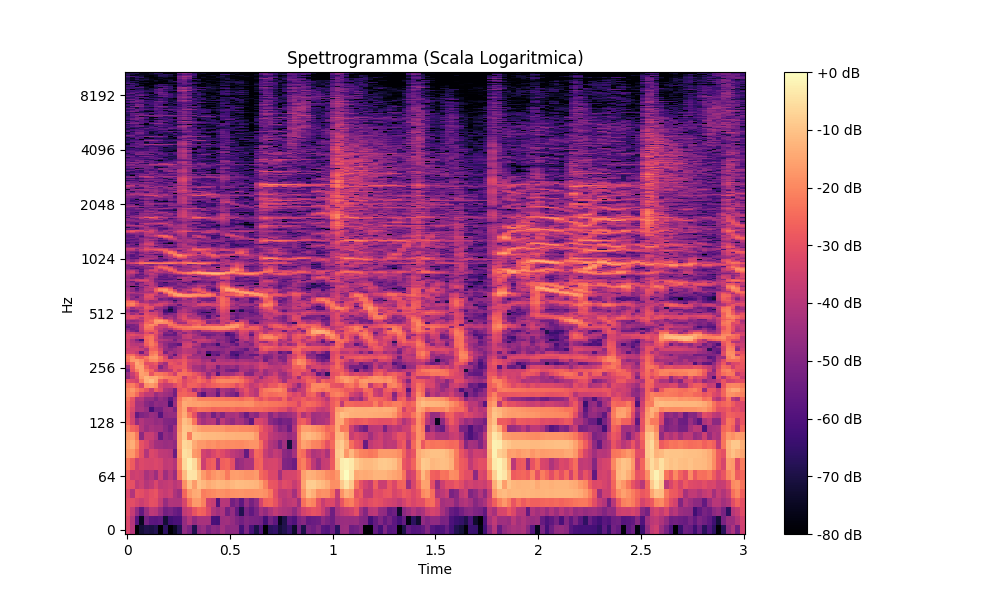 Spettrogramma (Scala Logaritmica)
8192
4096
2048
1024
512
256
128
64
0
Hz
0
0.5
1
1.5
2
2.5
3
Time
+0 dB
-10 dB
-20 dB
-30 dB
-40 dB
-50 dB
-60 dB
-70 dB
-80 dB